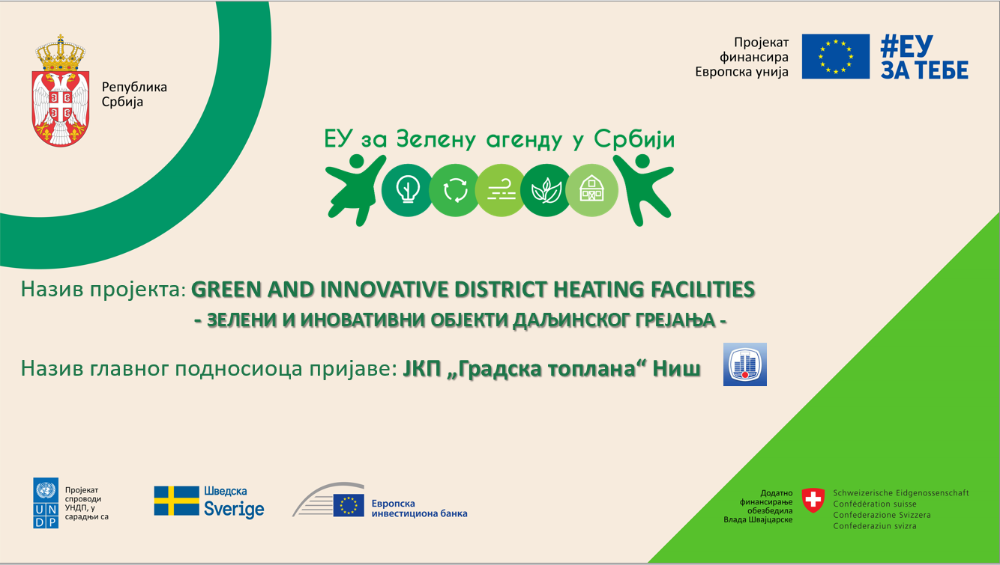 Република
Србија
Пројекат
финансира
Европска унија
#ЕУ
ЗА ТЕБЕ
ЕУ за Зелену агенду у Србији
Назив пројекта: GREEN AND INNOVATIVE DISTRICT HEATING FACILITIES
- ЗЕЛЕНИ И ИНОВАТИВНИ ОБЈЕКТИ ДАЉИНСКОГ ГРЕЈАЊА -
Назив главног подносиоца пријаве: ЈКП „Градска топлана“ Ниш
UN
DP
Пројекат
спроводи
УНДП, у
сарадњи са
Шведска
Sverige
Европска
инвестициона банка
Додатно
финансирање
обезбедила
Влада Швајцарске
Schweizerische Eidgenossenschaft
Confédération suisse
Confederazione Svizzera
Confederaziun svizra